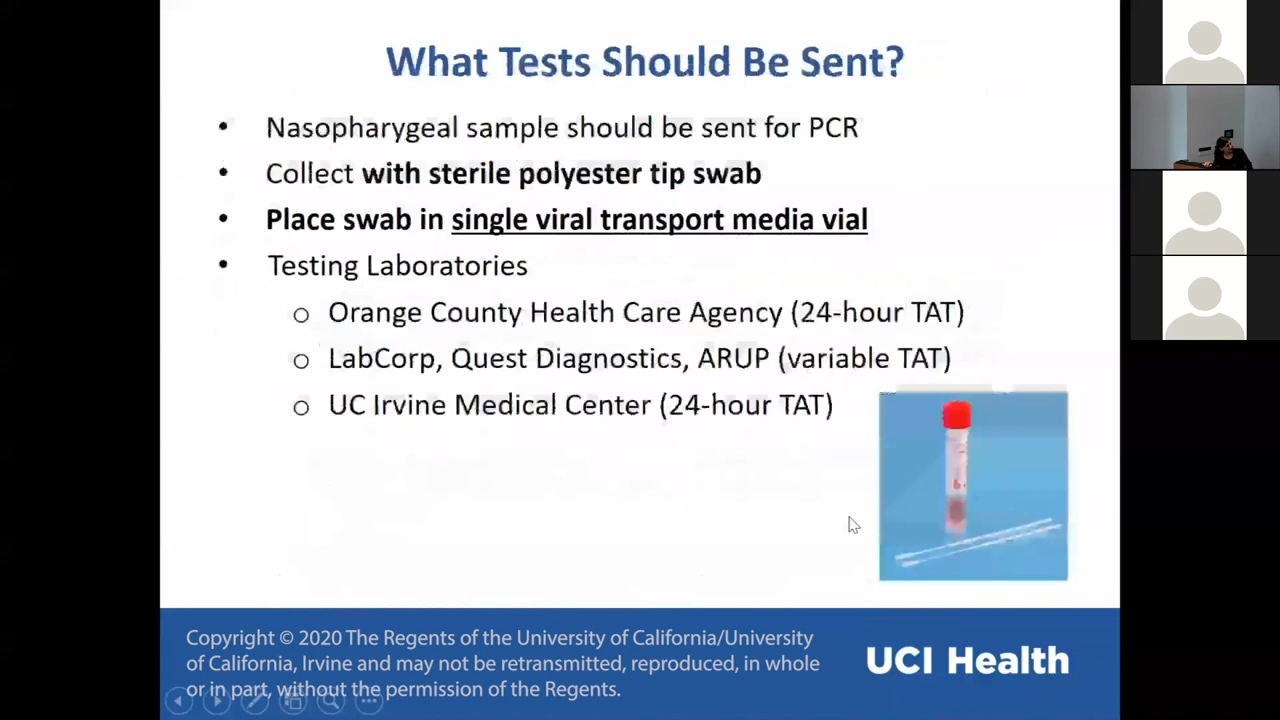 What Tests Should Be Sent?
• Nasopharygeal sample should be sent for PCR
• Collect with sterile polyester tip swab
• Place swab in single viral transport media vial
• Testing Laboratories
o Orange County Health Care Agency (24-hour TAT)
o LabCorp, Quest Diagnostics, ARUP (variable TAT)
o UC Irvine Medical Center (24-hour TAT)
Copyright © 2020 The Regents of the University of California/University
of California, Irvine and may not be retransmitted, reproduced, in whole
or in part, without the permission of the Regents.
UCI Health